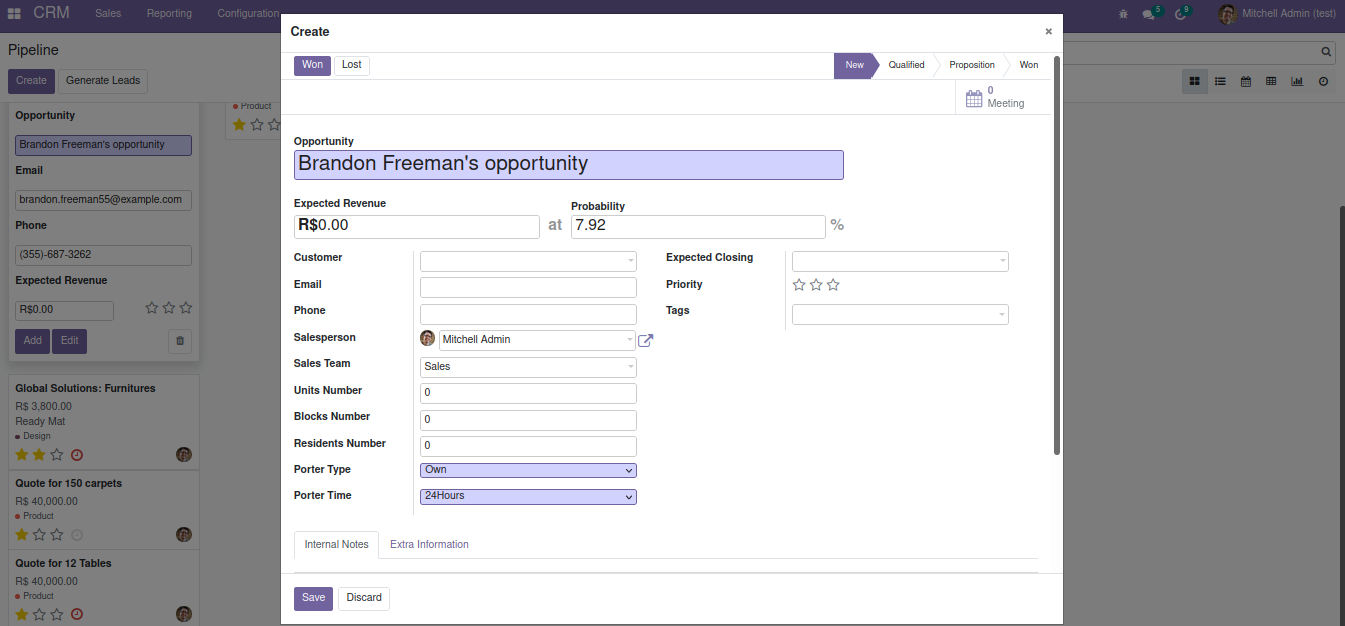 CRM Sales Reporting Configuration 5 9 Mitchell Admin (test)
Pipeline
Create Generate Leads
Opportunity
Brandon Freeman's opportunity
Email
brandon.freeman55@example.com
Phone
(355)-687-3262
Expected Revenue
R$0.00
Add Edit
Global Solutions: Furnitures
R$ 3,800.00
Ready Mat
Design
Quote for 150 carpets
R$ 40,000.00
Product
Quote for 12 Tables
R$ 40,000.00
Product
Product
Create ×
Won Lost New Qualified Proposition Won
0
Meeting
Opportunity
Brandon Freeman's opportunity
Expected Revenue Probability
R$0.00 at 7.92 %
Customer Expected Closing
Email Priority
Phone Tags
Salesperson Mitchell Admin
Sales Team Sales
Units Number 0
Blocks Number 0
Residents Number 0
Porter Type Own
Porter Time 24Hours
Internal Notes Extra Information
Save Discard